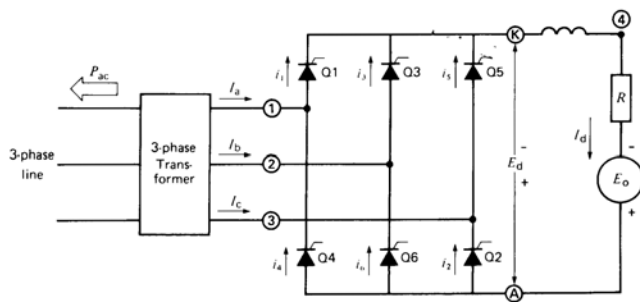 4
K
P_ac
i_1
Q1
i_3
Q3
i_5
Q5
I_a
1
R
3-phase
line
3-phase
Trans-
former
I_b
2
−
E_d
+
I_d
−
E_o
+
I_c
3
i_4
Q4
i_6
Q6
i_2
Q2
A